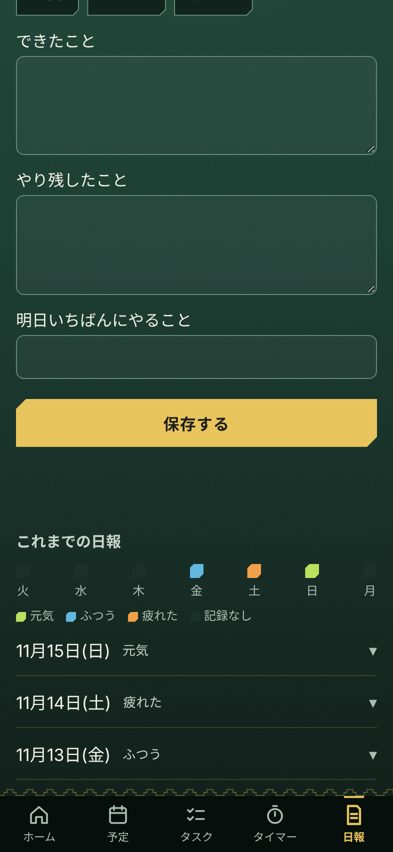 できたこと
やり残したこと
明日いちばんにやること
保存する
これまでの日報
火 水 木 金 土 日 月
元気 ふつう 疲れた 記録なし
11月15日(日) 元気 ▼
11月14日(土) 疲れた ▼
11月13日(金) ふつう ▼
ホーム 予定 タスク タイマー 日報